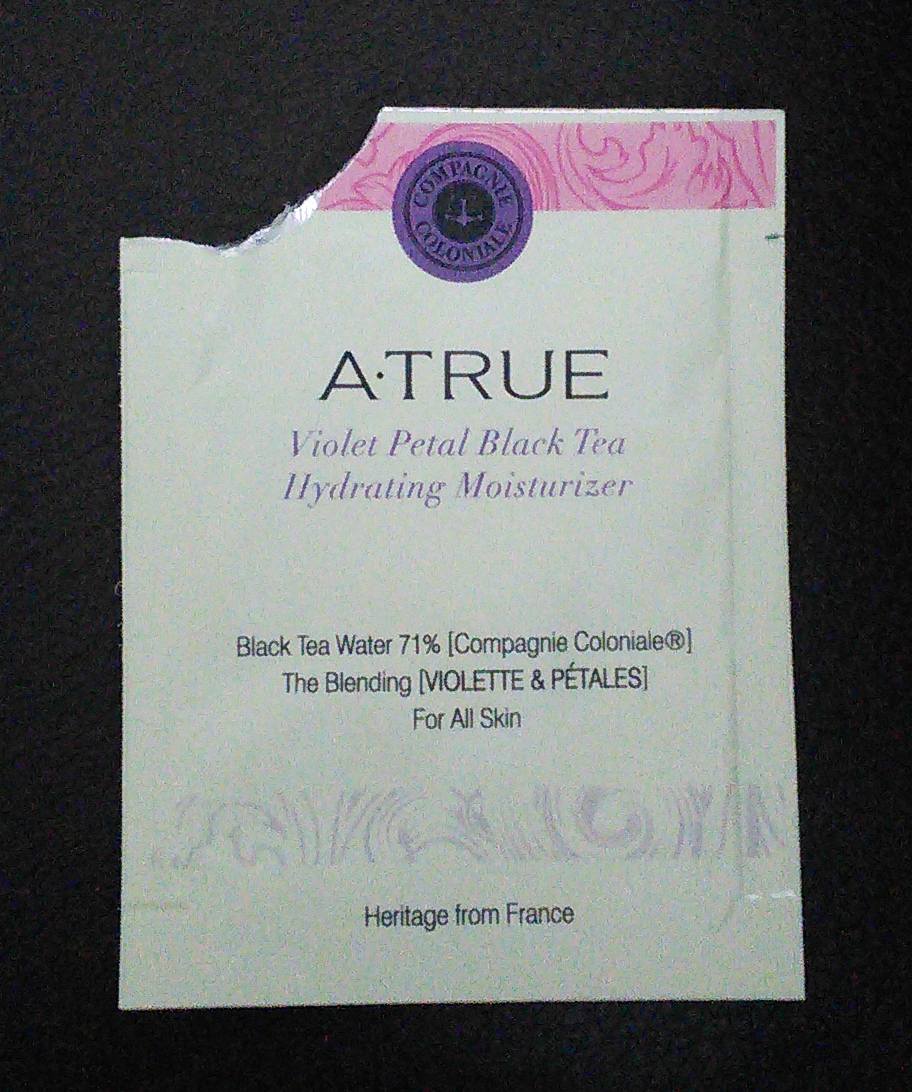 COMPAGNIE
COLONIALE
A·TRUE
Violet Petal Black Tea
Hydrating Moisturizer
Black Tea Water 71% [Compagnie Coloniale®]
The Blending [VIOLETTE & PÉTALES]
For All Skin
Heritage from France